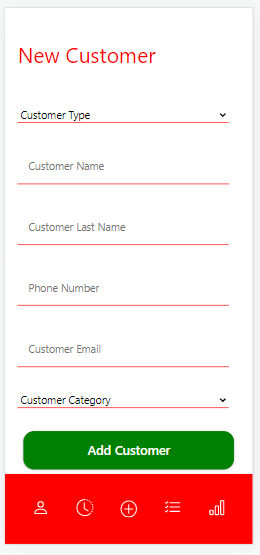 New Customer
Customer Type
Customer Name
Customer Last Name
Phone Number
Customer Email
Customer Category
Add Customer